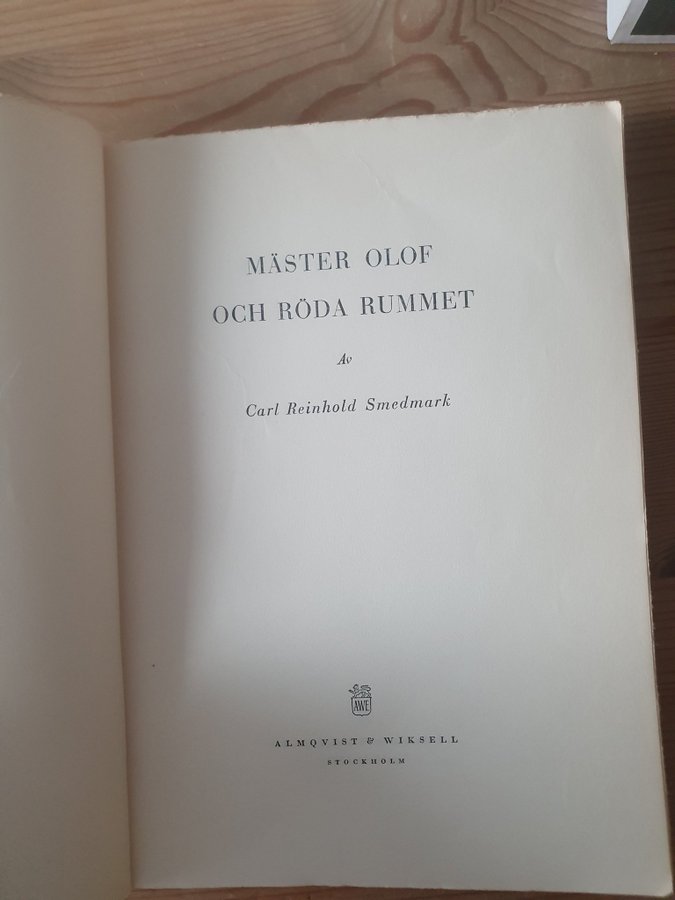 MÄSTER OLOF
OCH RÖDA RUMMET
Av
Carl Reinhold Smedmark
AWE
ALMQVIST & WIKSELL
STOCKHOLM